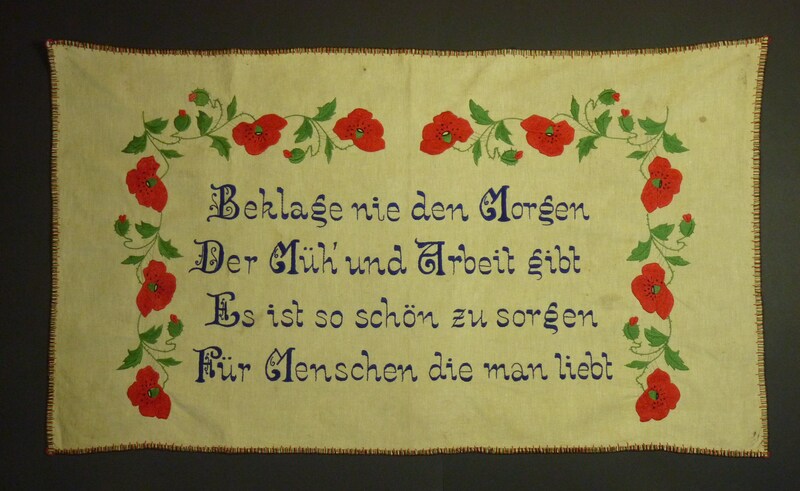 Beklage nie den Morgen
Der Müh' und Arbeit gibt
Es ist so schön zu sorgen
Für Menschen die man liebt